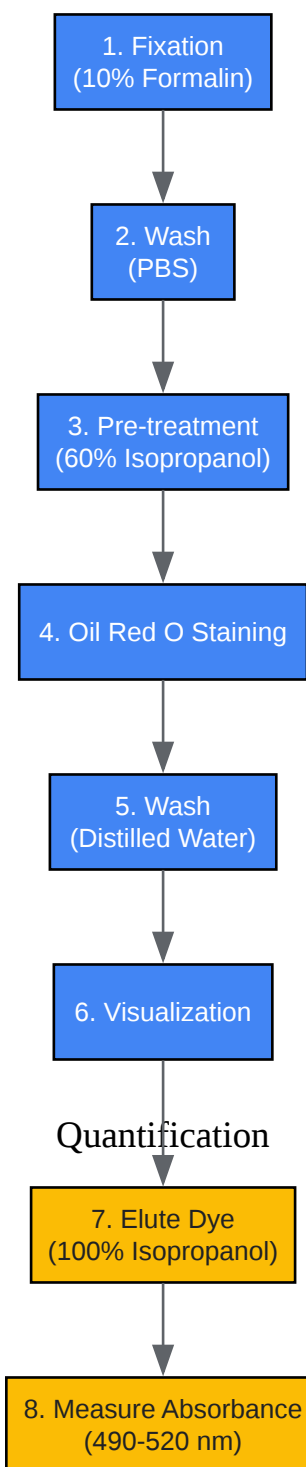 1. Fixation
(10% Formalin)
2. Wash
(PBS)
3. Pre-treatment
(60% Isopropanol)
4. Oil Red O Staining
5. Wash
(Distilled Water)
6. Visualization
Quantification
7. Elute Dye
(100% Isopropanol)
8. Measure Absorbance
(490-520 nm)